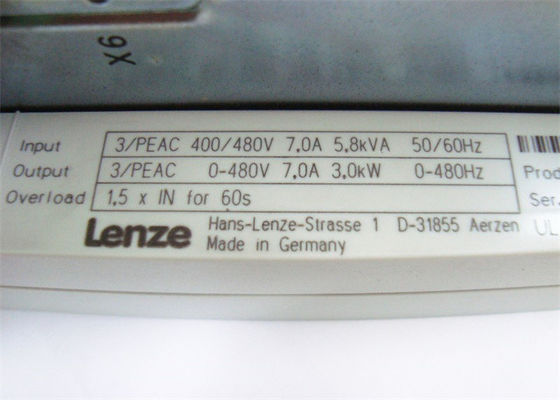 X6
Input 3/PEAC 400/480V 7.0A 5.8kVA 50/60Hz
Output 3/PEAC 0-480V 7.0A 3.0kW 0-480Hz
Overload 1.5 x IN for 60s
Lenze Hans-Lenze-Strasse 1 D-31855 Aerzen
Made in Germany
Prod
Ser.
UL